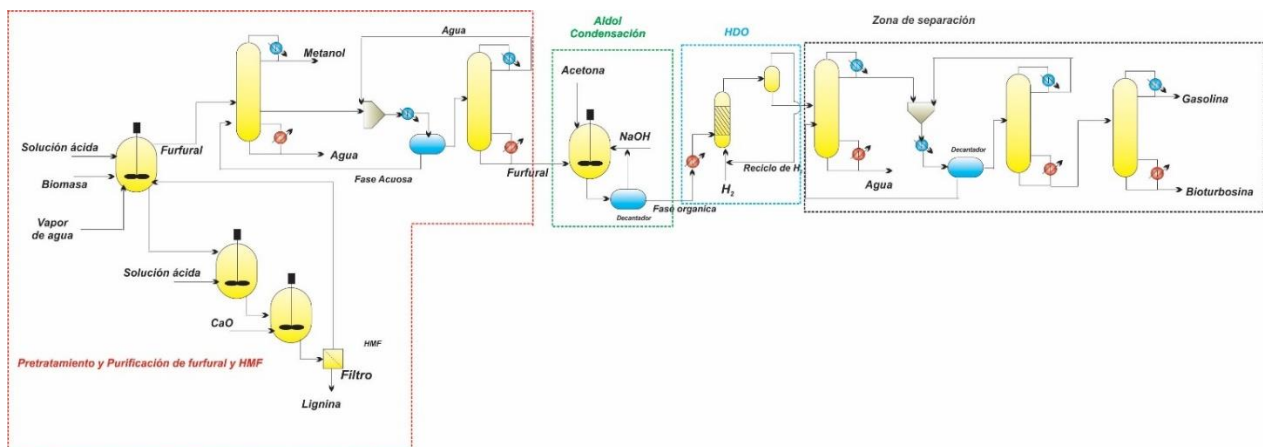 Aldol
Condensación
HDO
Zona de separación
Metanol
Agua
Acetona
NaOH
Furfural
Solución ácida
Biomasa
Vapor
de agua
Agua
Fase Acuosa
Furfural
Decantador
Fase organica
H2
Reciclo de H2
Agua
Decantador
Gasolina
Bioturbosina
Solución ácida
CaO
HMF
Filtro
Lignina
Pretratamiento y Purificación de furfural y HMF